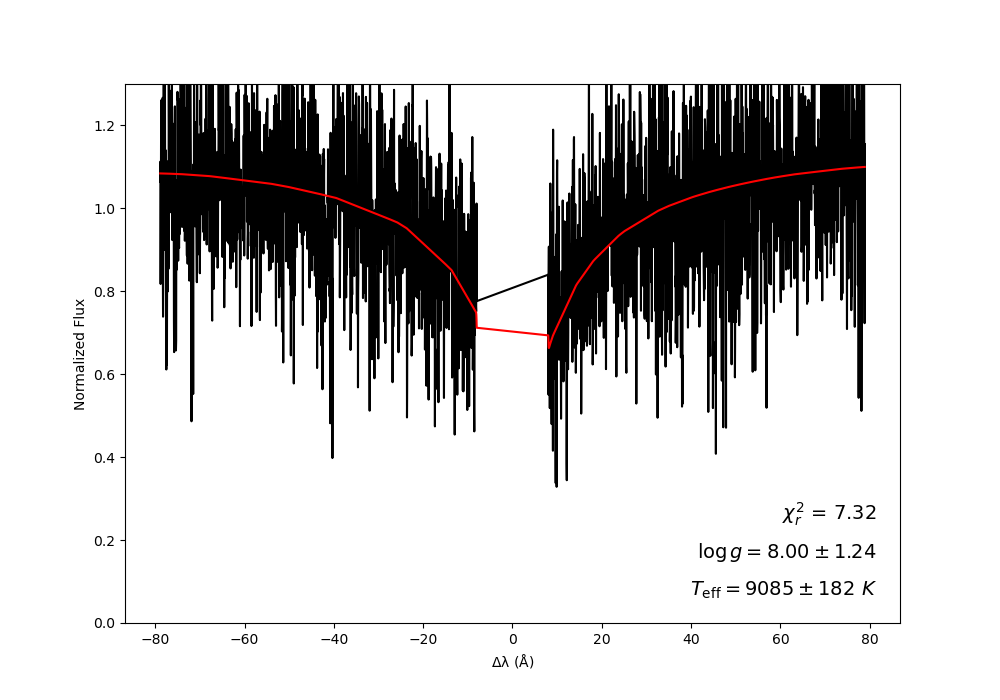 Normalized Flux
1.2
1.0
0.8
0.6
0.4
0.2
0.0
χ²ᵣ = 7.32
log g = 8.00 ± 1.24
T_eff = 9085 ± 182 K
−80 −60 −40 −20 0 20 40 60 80
Δλ (Å)